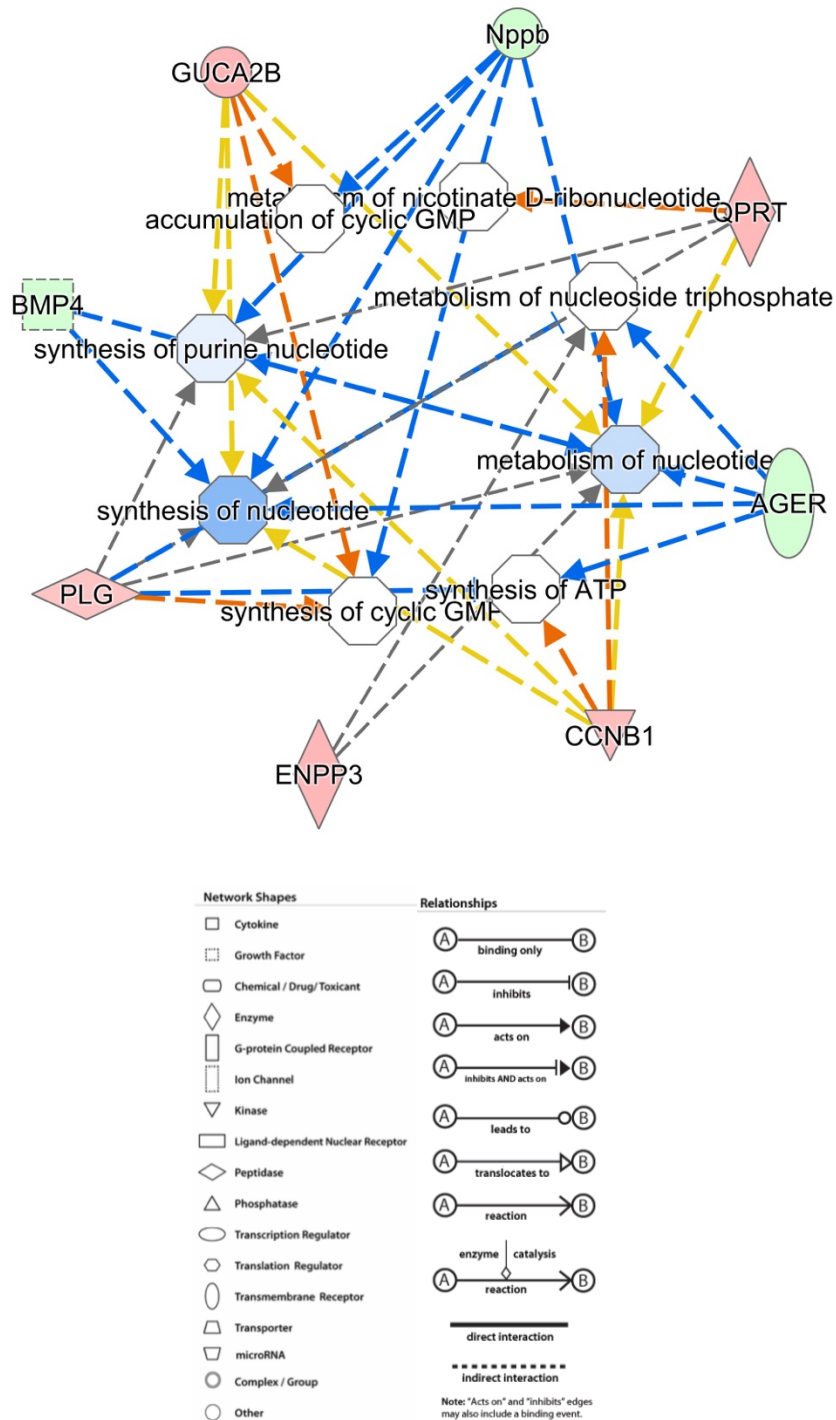 Nppb
GUCA2B
metabolism of nicotinate D-ribonucleotide
QPRT
accumulation of cyclic GMP
metabolism of nucleoside triphosphate
BMP4
synthesis of purine nucleotide
metabolism of nucleotide
AGER
synthesis of nucleotide
synthesis of ATP
PLG
synthesis of cyclic GMP
CCNB1
ENPP3
Network Shapes
Cytokine
Growth Factor
Chemical / Drug/ Toxicant
Enzyme
G-protein Coupled Receptor
Ion Channel
Kinase
Ligand-dependent Nuclear Receptor
Peptidase
Phosphatase
Transcription Regulator
Translation Regulator
Transmembrane Receptor
Transporter
microRNA
Complex / Group
Other
Relationships
A binding only B
A inhibits B
A acts on B
A inhibits AND acts on B
A leads to B
A translocates to B
A reaction B
enzyme catalysis
A reaction B
direct interaction
indirect interaction
Note: "Acts on" and "inhibits" edges
may also include a binding event.